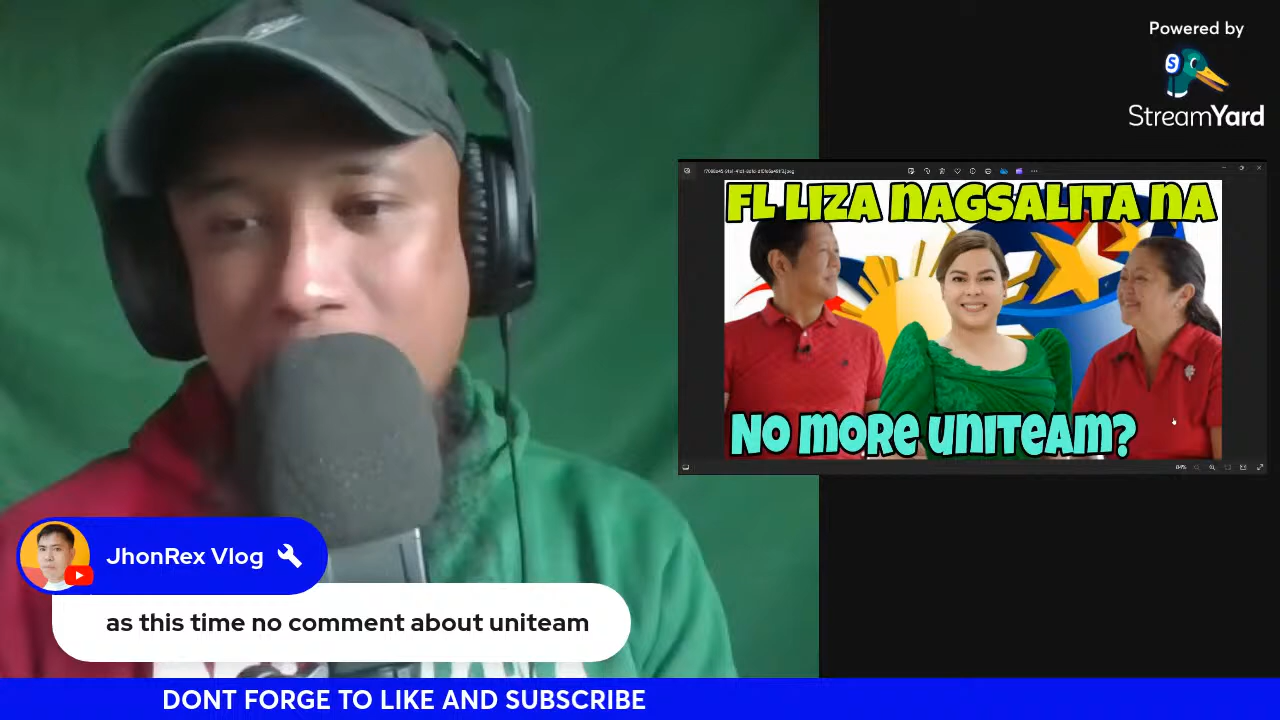 Powered by
StreamYard
FL LIZA NAGSALITA NA
NO MORE UNITEAM?
JhonRex Vlog
as this time no comment about uniteam
DONT FORGE TO LIKE AND SUBSCRIBE